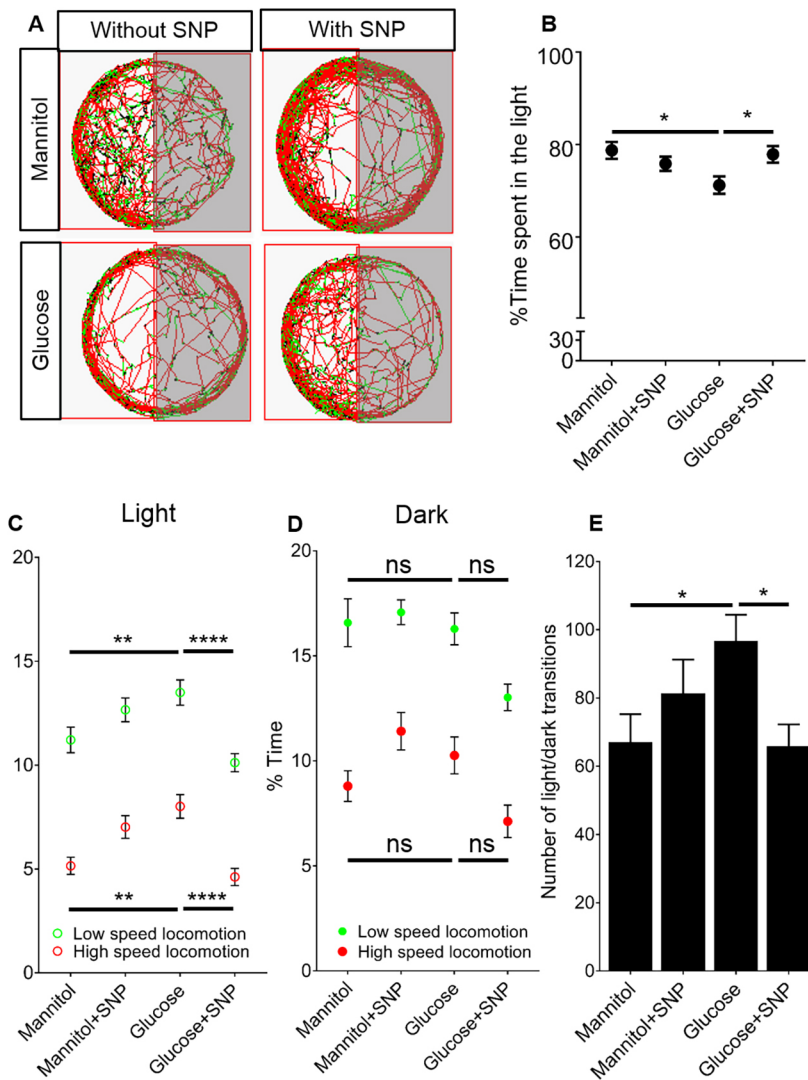 A
Without SNP
With SNP
Mannitol
Glucose
B
%Time spent in the light
100
80
60
30
0
*
*
Mannitol
Mannitol+SNP
Glucose
Glucose+SNP
C
Light
20
15
10
5
0
**
****
**
****
Low speed locomotion
High speed locomotion
Mannitol
Mannitol+SNP
Glucose
Glucose+SNP
D
Dark
% Time
20
15
10
5
0
ns
ns
ns
ns
Low speed locomotion
High speed locomotion
Mannitol
Mannitol+SNP
Glucose
Glucose+SNP
E
Number of light/dark transitions
120
100
80
60
40
20
0
*
*
Mannitol
Mannitol+SNP
Glucose
Glucose+SNP